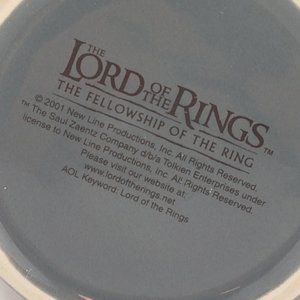 THE
LORD OF THE RINGS™
THE FELLOWSHIP OF THE RING
© 2001 New Line Productions, Inc. All Rights Reserved.
™ The Saul Zaentz Company d/b/a Tolkien Enterprises under
license to New Line Productions, Inc. All Rights Reserved.
Please visit our website at:
www.lordoftherings.net
AOL Keyword: Lord of the Rings